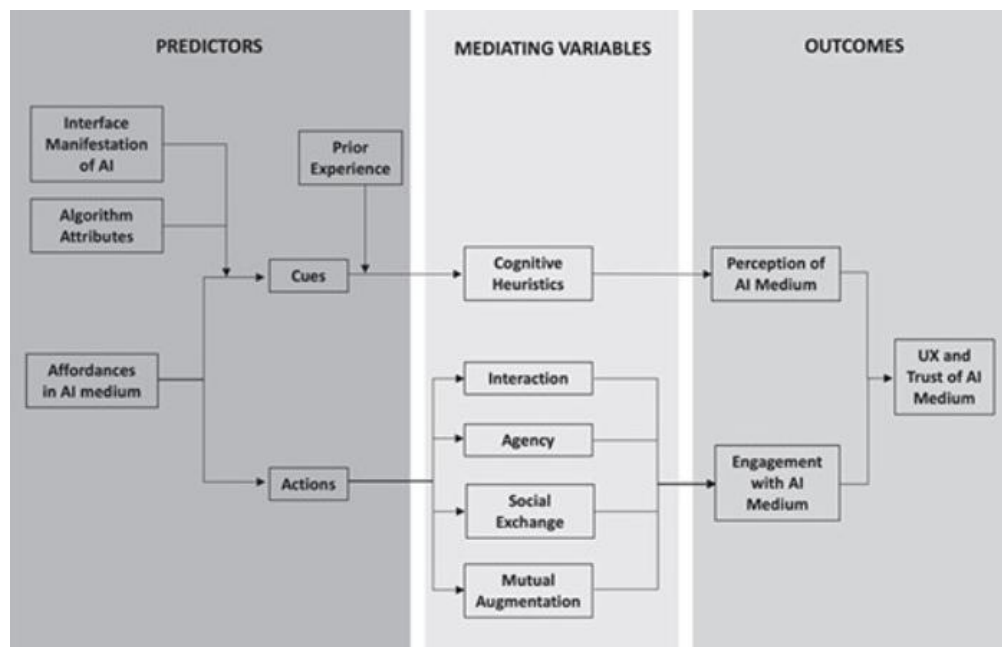 PREDICTORS
MEDIATING VARIABLES
OUTCOMES
Interface
Manifestation
of AI
Prior
Experience
Algorithm
Attributes
Cues
Cognitive
Heuristics
Perception of
AI Medium
Affordances
in AI medium
Interaction
UX and
Trust of AI
Medium
Agency
Actions
Social
Exchange
Engagement
with AI
Medium
Mutual
Augmentation